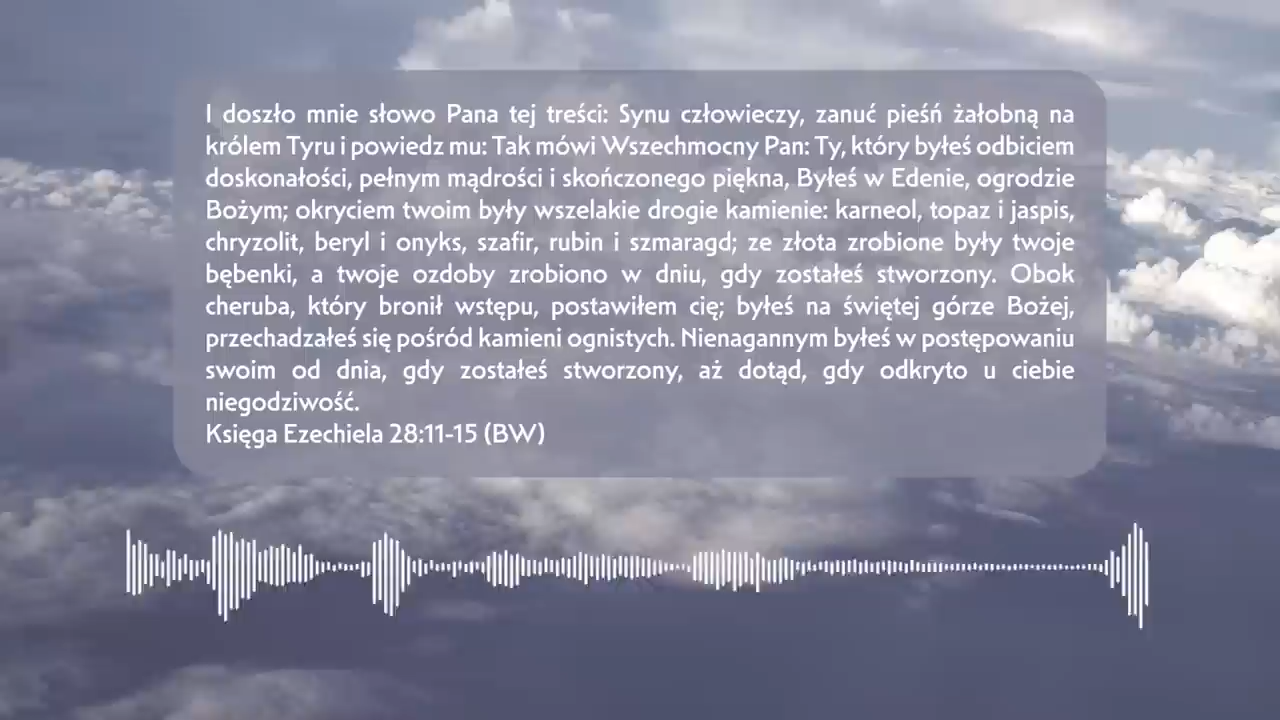 I doszło mnie słowo Pana tej treści: Synu człowieczy, zanuć pieśń żałobną na
królem Tyru i powiedz mu: Tak mówi Wszechmocny Pan: Ty, który byłeś odbiciem
doskonałości, pełnym mądrości i skończonego piękna, Byłeś w Edenie, ogrodzie
Bożym; okryciem twoim były wszelakie drogie kamienie: karneol, topaz i jaspis,
chryzolit, beryl i onyks, szafir, rubin i szmaragd; ze złota zrobione były twoje
bębenki, a twoje ozdoby zrobiono w dniu, gdy zostałeś stworzony. Obok
cheruba, który bronił wstępu, postawiłem cię; byłeś na świętej górze Bożej,
przechadzałeś się pośród kamieni ognistych. Nienagannym byłeś w postępowaniu
swoim od dnia, gdy zostałeś stworzony, aż dotąd, gdy odkryto u ciebie
niegodziwość.
Księga Ezechiela 28:11-15 (BW)